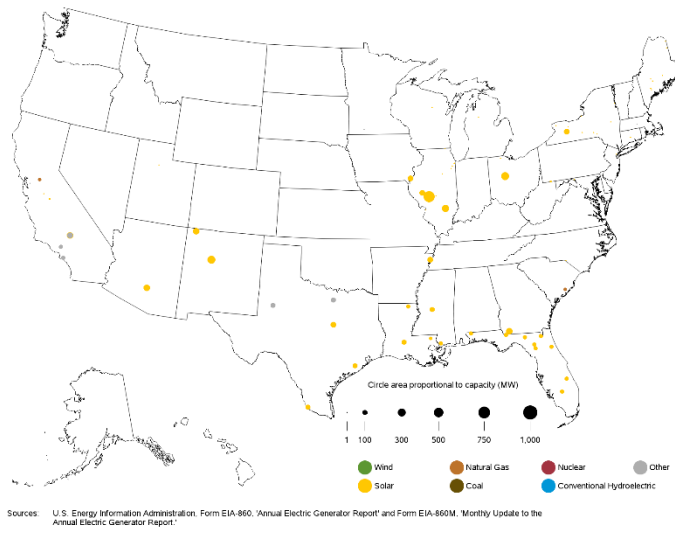 Circle area proportional to capacity (MW)
1 100 300 500 750 1,000
Wind Natural Gas Nuclear Other
Solar Coal Conventional Hydroelectric
Sources: U.S. Energy Information Administration, Form EIA-860, 'Annual Electric Generator Report' and Form EIA-860M, 'Monthly Update to the
Annual Electric Generator Report.'